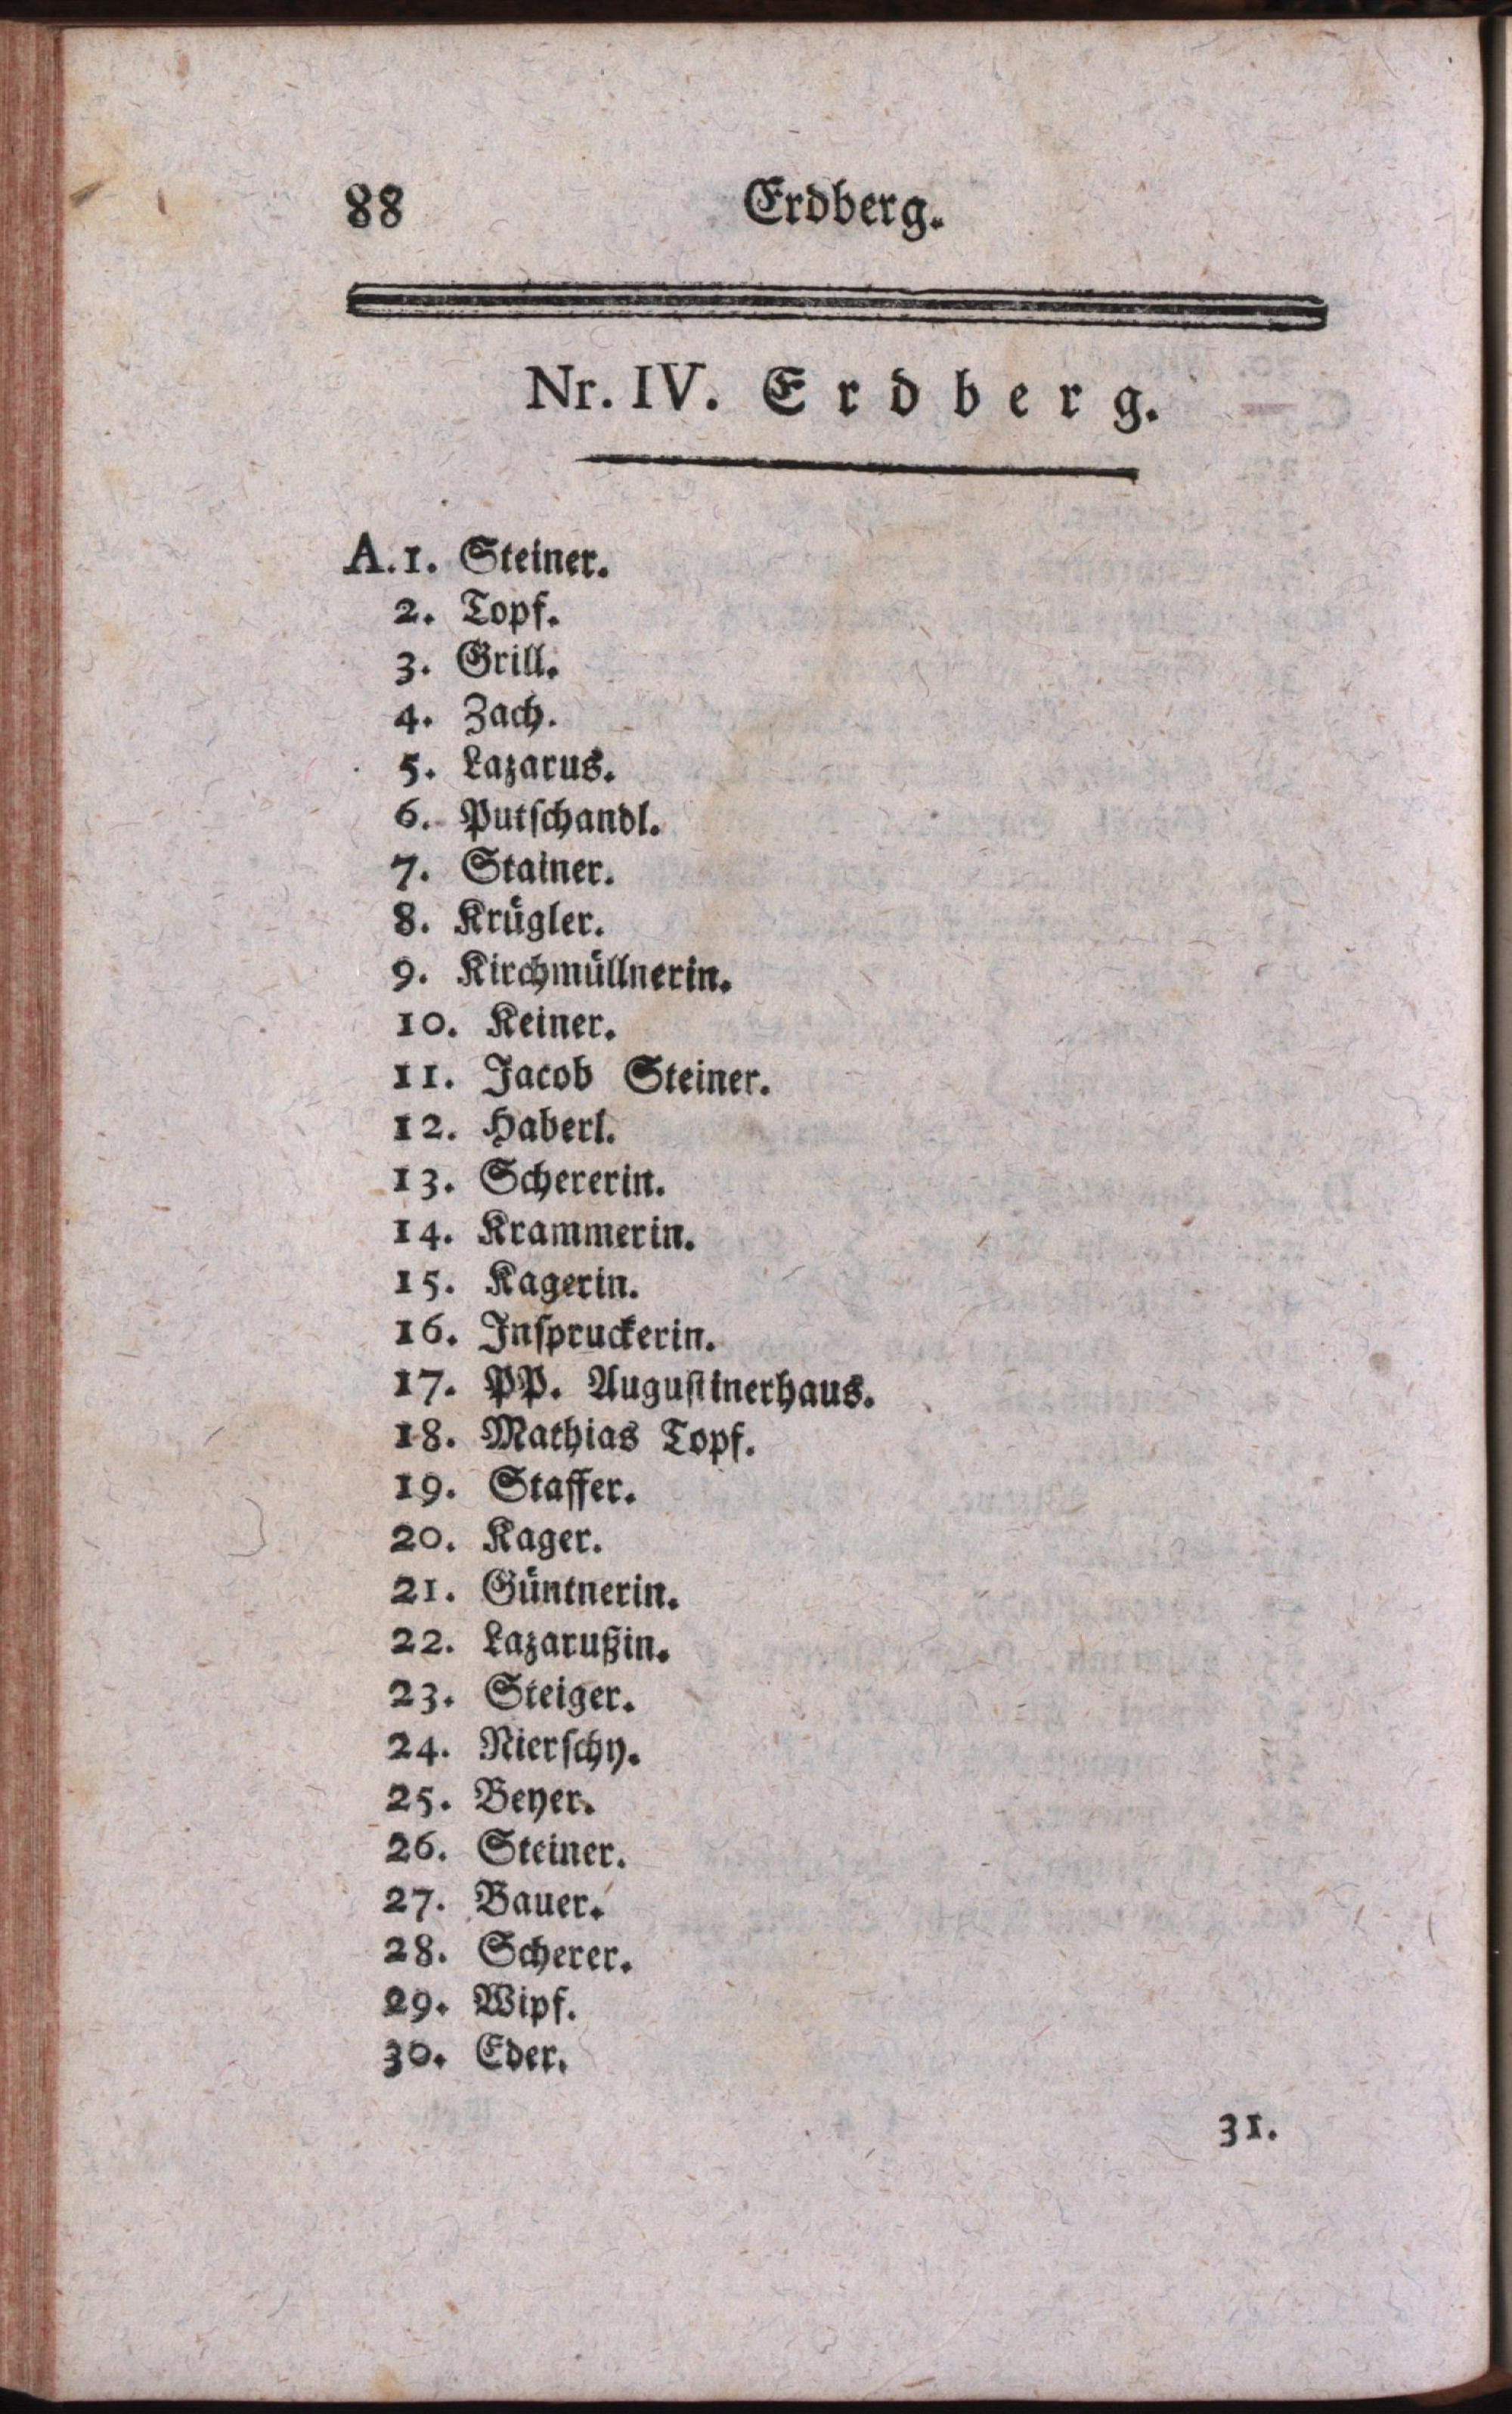 88 Erdberg.
Nr. IV. Erdberg.
A. 1. Steiner.
2. Topf.
3. Grill.
4. Zach.
5. Lazarus.
6. Putſchandl.
7. Stainer.
8. Krügler.
9. Kirchmüllnerin.
10. Keiner.
11. Jacob Steiner.
12. Haberl.
13. Schererin.
14. Krammerin.
15. Kagerin.
16. Inſpruckerin.
17. PP. Auguſtinerhaus.
18. Mathias Topf.
19. Staffer.
20. Kager.
21. Güntnerin.
22. Lazarußin.
23. Steiger.
24. Nierſchy.
25. Beyer.
26. Steiner.
27. Bauer.
28. Scherer.
29. Wipf.
30. Eder.
31.